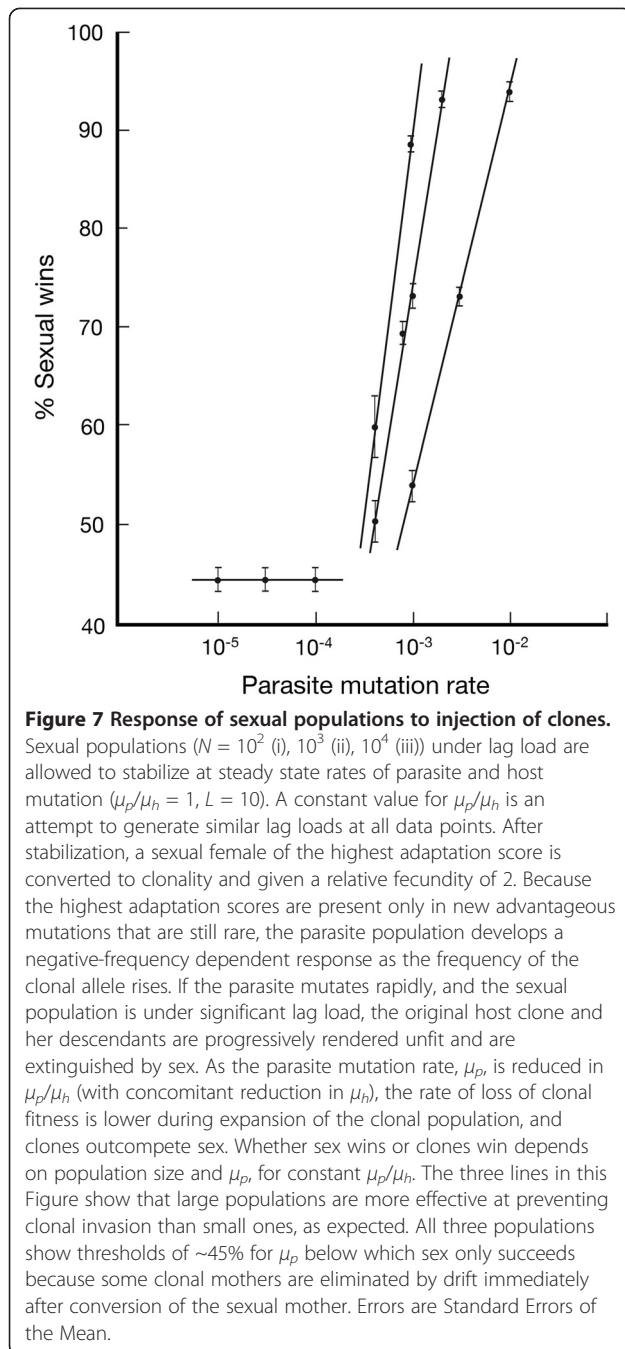 100
90
80
70
60
50
40
% Sexual wins
10⁻⁵ 10⁻⁴ 10⁻³ 10⁻²
Parasite mutation rate
Figure 7 Response of sexual populations to injection of clones.
Sexual populations (N = 10² (i), 10³ (ii), 10⁴ (iii)) under lag load are
allowed to stabilize at steady state rates of parasite and host
mutation (μₚ/μₕ = 1, L = 10). A constant value for μₚ/μₕ is an
attempt to generate similar lag loads at all data points. After
stabilization, a sexual female of the highest adaptation score is
converted to clonality and given a relative fecundity of 2. Because
the highest adaptation scores are present only in new advantageous
mutations that are still rare, the parasite population develops a
negative-frequency dependent response as the frequency of the
clonal allele rises. If the parasite mutates rapidly, and the sexual
population is under significant lag load, the original host clone and
her descendants are progressively rendered unfit and are
extinguished by sex. As the parasite mutation rate, μₚ, is reduced in
μₚ/μₕ (with concomitant reduction in μₕ), the rate of loss of clonal
fitness is lower during expansion of the clonal population, and
clones outcompete sex. Whether sex wins or clones win depends
on population size and μₚ, for constant μₚ/μₕ. The three lines in this
Figure show that large populations are more effective at preventing
clonal invasion than small ones, as expected. All three populations
show thresholds of ~45% for μₚ below which sex only succeeds
because some clonal mothers are eliminated by drift immediately
after conversion of the sexual mother. Errors are Standard Errors of
the Mean.